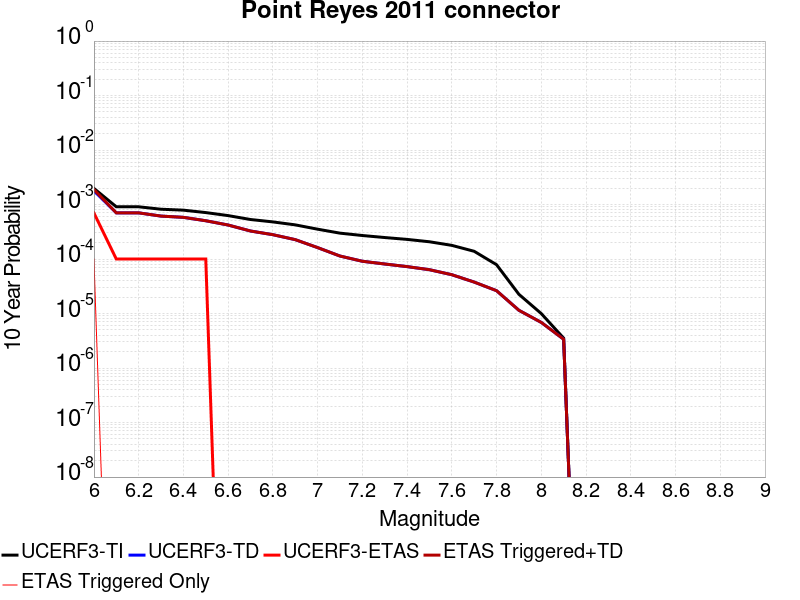 Point Reyes 2011 connector
10 0
10 -1
10 -2
10 -3
10 -4
10 -5
10 -6
10 -7
10 -8
10 Year Probability
6 6.2 6.4 6.6 6.8 7 7.2 7.4 7.6 7.8 8 8.2 8.4 8.6 8.8 9
Magnitude
UCERF3-TI UCERF3-TD UCERF3-ETAS ETAS Triggered+TD
ETAS Triggered Only